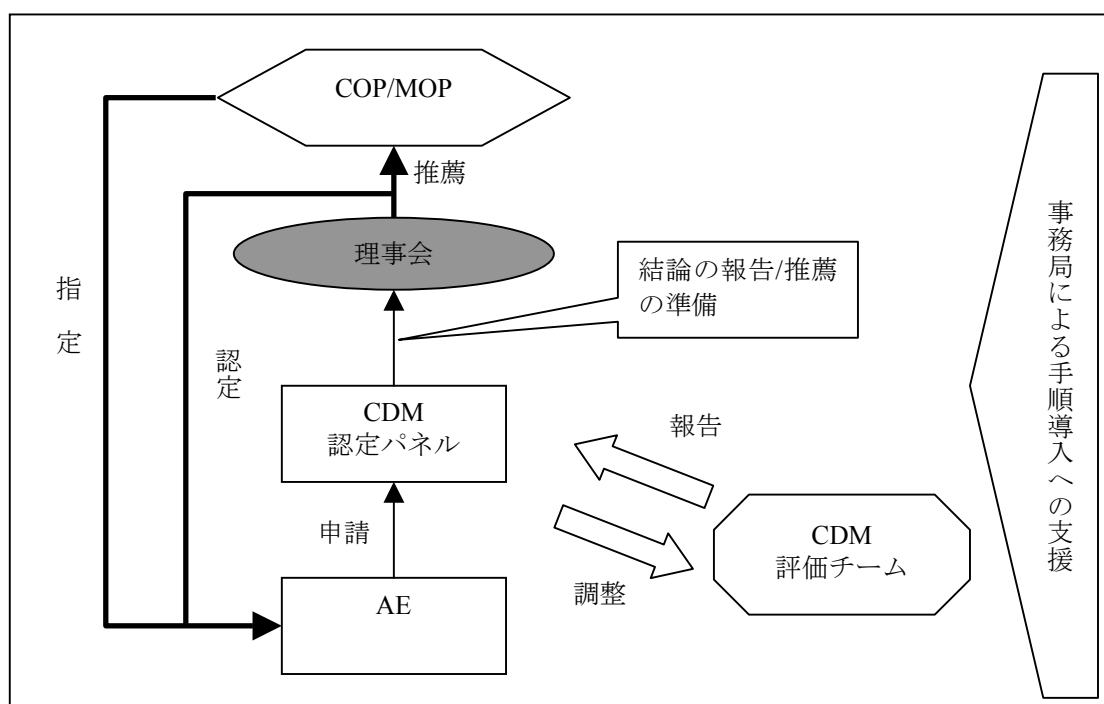 COP/MOP
推薦
理事会
結論の報告/推薦
の準備
指定
認定
CDM
認定パネル
報告
申請
CDM
評価チーム
調整
AE
事務局による手順導入への支援